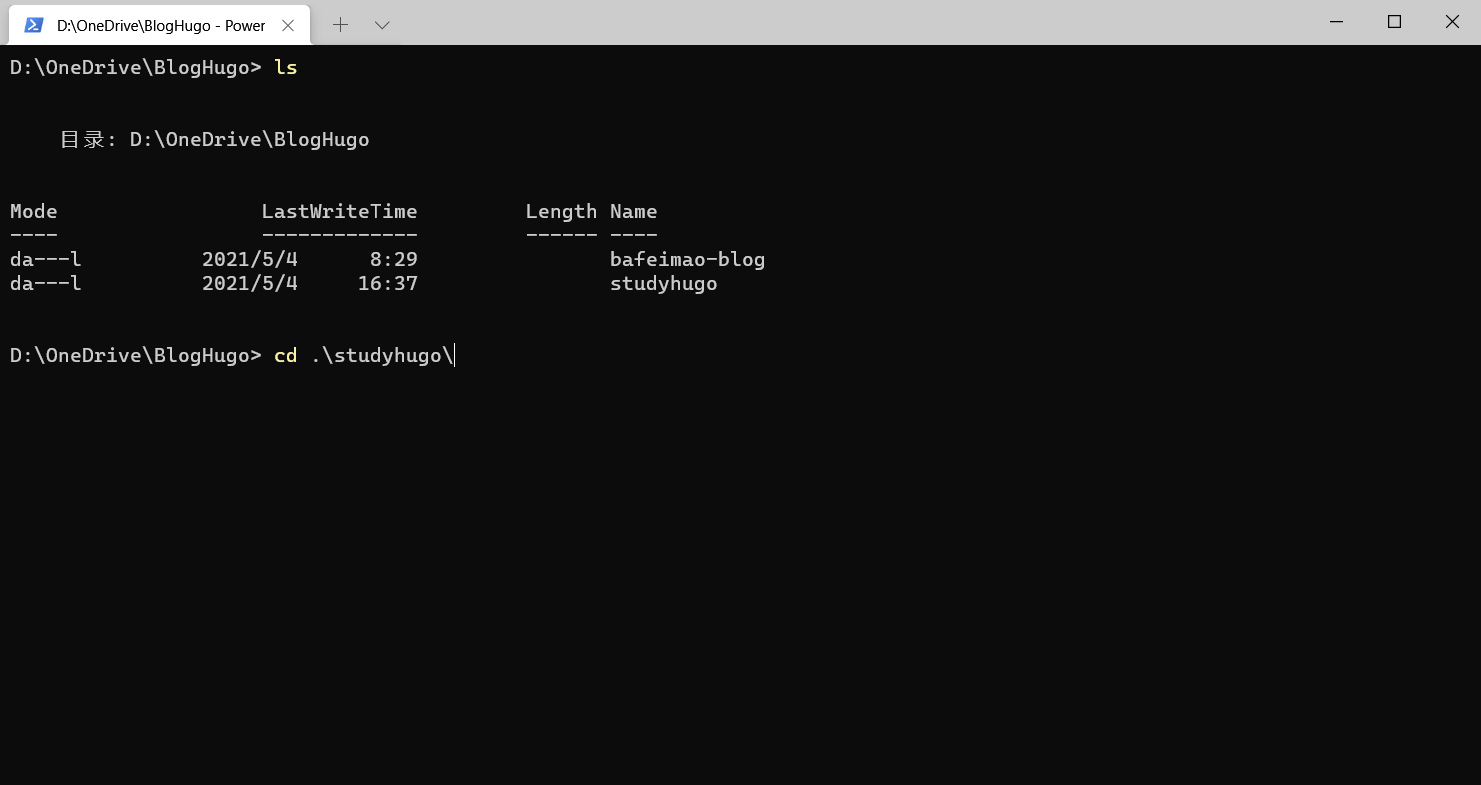 D:\OneDrive\BlogHugo - Power
D:\OneDrive\BlogHugo> ls
目录: D:\OneDrive\BlogHugo
Mode                 LastWriteTime         Length Name
----                 -------------         ------ ----
da---l          2021/5/4      8:29                bafeimao-blog
da---l          2021/5/4     16:37                studyhugo
D:\OneDrive\BlogHugo> cd .\studyhugo\